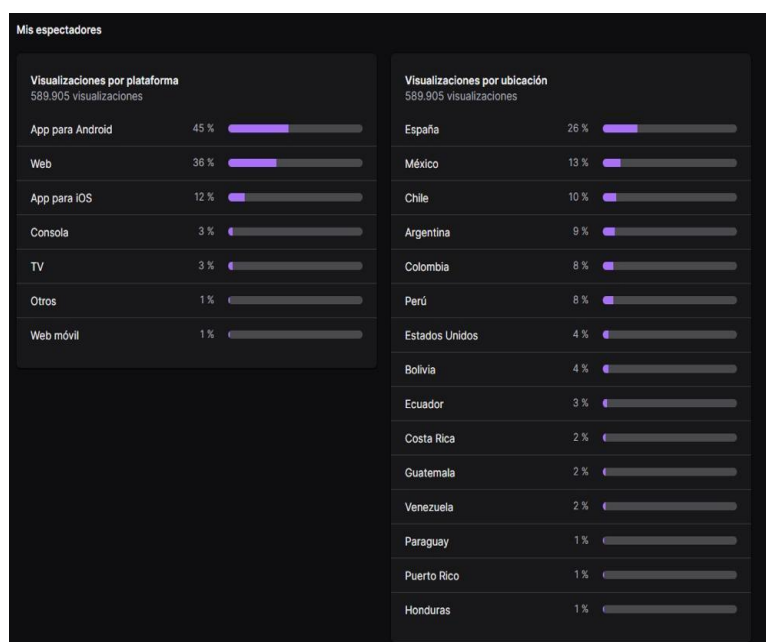 Mis espectadores
Visualizaciones por plataforma
589.905 visualizaciones
App para Android 45 %
Web 36 %
App para iOS 12 %
Consola 3 %
TV 3 %
Otros 1 %
Web móvil 1 %
Visualizaciones por ubicación
589.905 visualizaciones
España 26 %
México 13 %
Chile 10 %
Argentina 9 %
Colombia 8 %
Perú 8 %
Estados Unidos 4 %
Bolivia 4 %
Ecuador 3 %
Costa Rica 2 %
Guatemala 2 %
Venezuela 2 %
Paraguay 1 %
Puerto Rico 1 %
Honduras 1 %